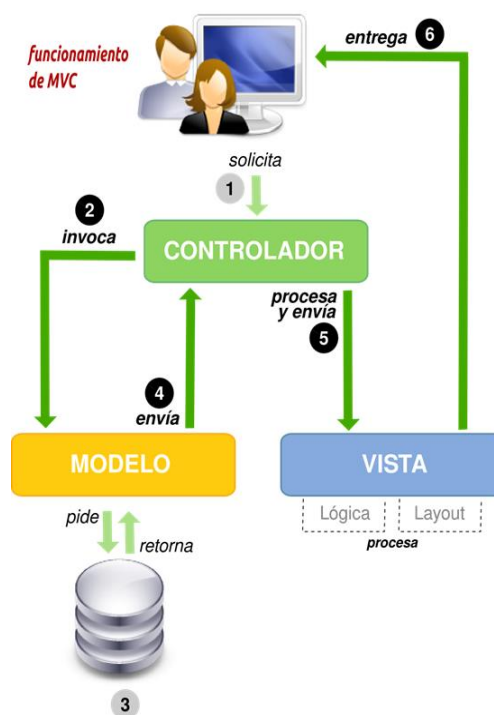 funcionamiento
de MVC
entrega 6
solicita
1
2
invoca
CONTROLADOR
procesa
y envía
5
4
envía
MODELO
VISTA
Lógica
Layout
procesa
pide
retorna
3